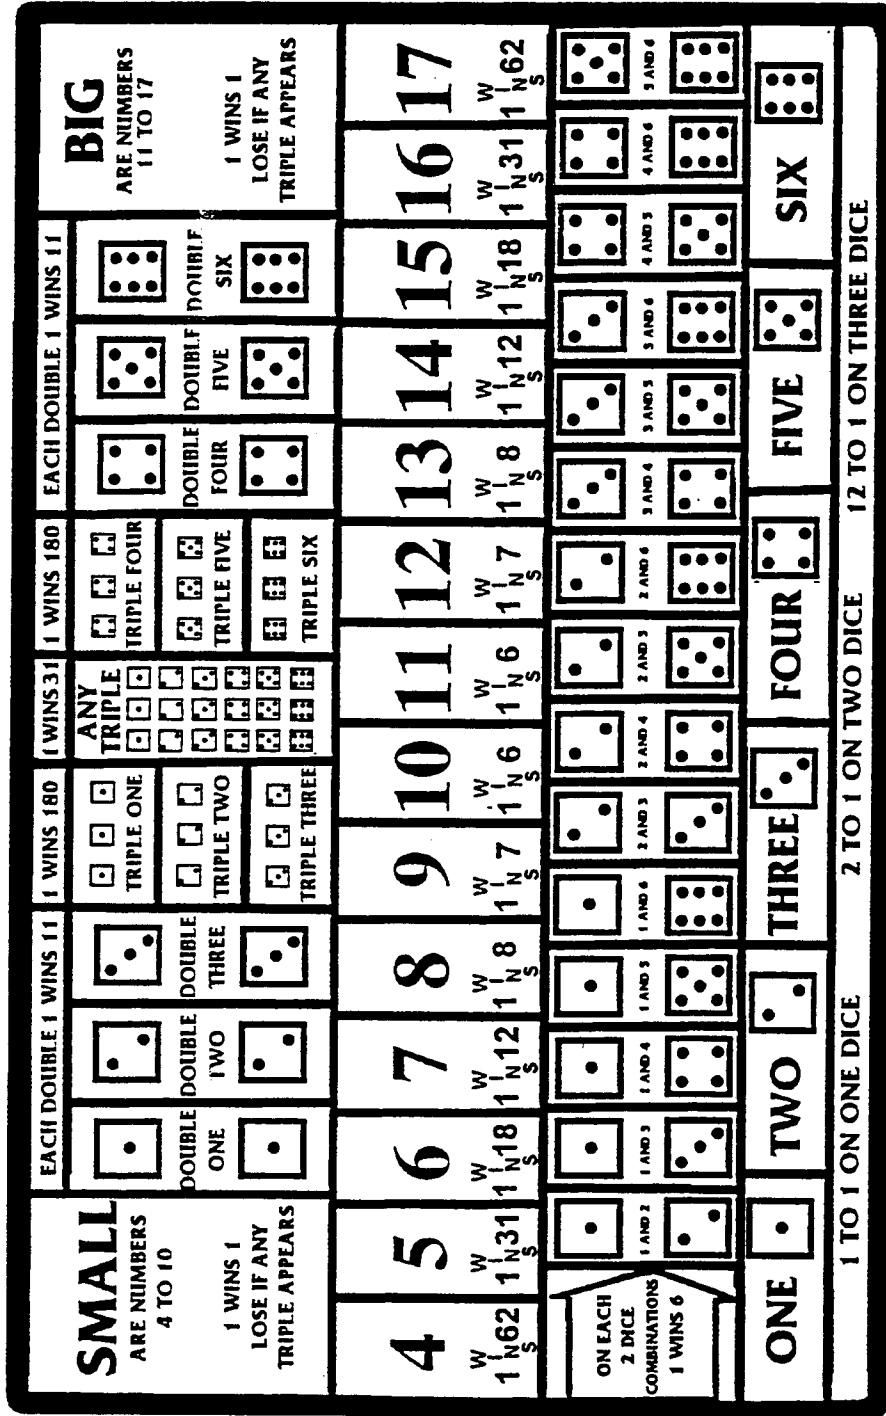 SMALL
ARE NUMBERS
4 TO 10
1 WINS 1
LOSE IF ANY
TRIPLE APPEARS
EACH DOUBLE 1 WINS 11
DOUBLE
ONE
DOUBLE
TWO
DOUBLE
THREE
1 WINS 180
TRIPLE ONE
TRIPLE TWO
TRIPLE THREE
1 WINS 31
ANY
TRIPLE
1 WINS 180
TRIPLE FOUR
TRIPLE FIVE
TRIPLE SIX
EACH DOUBLE 1 WINS 11
DOUBLE
FOUR
DOUBLE
FIVE
DOUBLE
SIX
BIG
ARE NUMBERS
11 TO 17
1 WINS 1
LOSE IF ANY
TRIPLE APPEARS
4
1 WINS 62
5
1 WINS 31
6
1 WINS 18
7
1 WINS 12
8
1 WINS 8
9
1 WINS 7
10
1 WINS 6
11
1 WINS 6
12
1 WINS 7
13
1 WINS 8
14
1 WINS 12
15
1 WINS 18
16
1 WINS 31
17
1 WINS 62
ON EACH
2 DICE
COMBINATIONS
1 WINS 6
1 AND 2
1 AND 3
1 AND 4
1 AND 5
1 AND 6
2 AND 3
2 AND 4
2 AND 5
2 AND 6
3 AND 4
3 AND 5
3 AND 6
4 AND 5
4 AND 6
5 AND 6
ONE
TWO
THREE
FOUR
FIVE
SIX
1 TO 1 ON ONE DICE
2 TO 1 ON TWO DICE
12 TO 1 ON THREE DICE